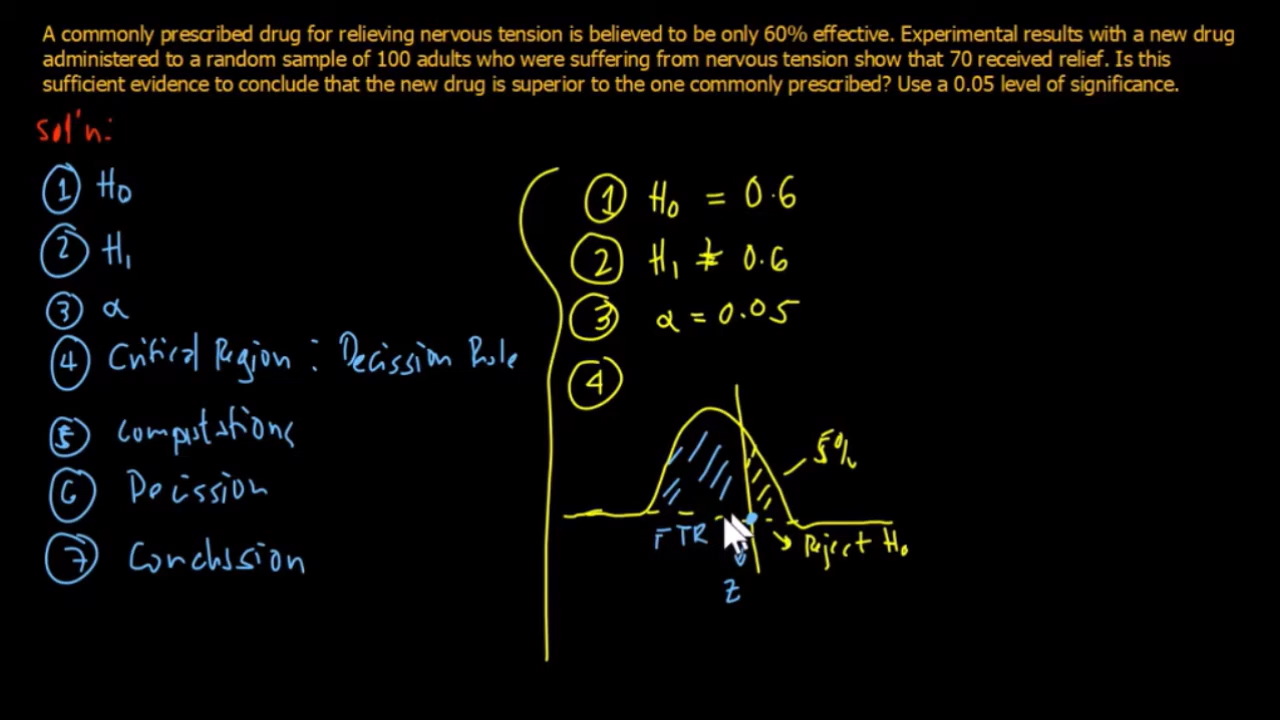 A commonly prescribed drug for relieving nervous tension is believed to be only 60% effective. Experimental results with a new drug
administered to a random sample of 100 adults who were suffering from nervous tension show that 70 received relief. Is this
sufficient evidence to conclude that the new drug is superior to the one commonly prescribed? Use a 0.05 level of significance.
Sol'n:
① H₀
② H₁
③ α
④ Critical Region : Decission Rule
⑤ Computations
⑥ Decission
⑦ Conclusion
① H₀ = 0.6
② H₁ ≠ 0.6
③ α = 0.05
④
5%
FTR
Reject H₀
Z